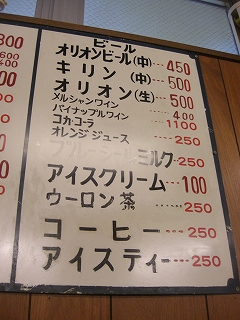 ビール
オリオンビール(中)…450
キリン (中)…500
オリオン(生)…500
メルシャンワイン
パイナップルワイン 400
コカ・コーラ 1100
オレンジジュース …250
ミルク…250
アイスクリーム…100
ウーロン茶……250
コーヒー…250
アイスティー…250